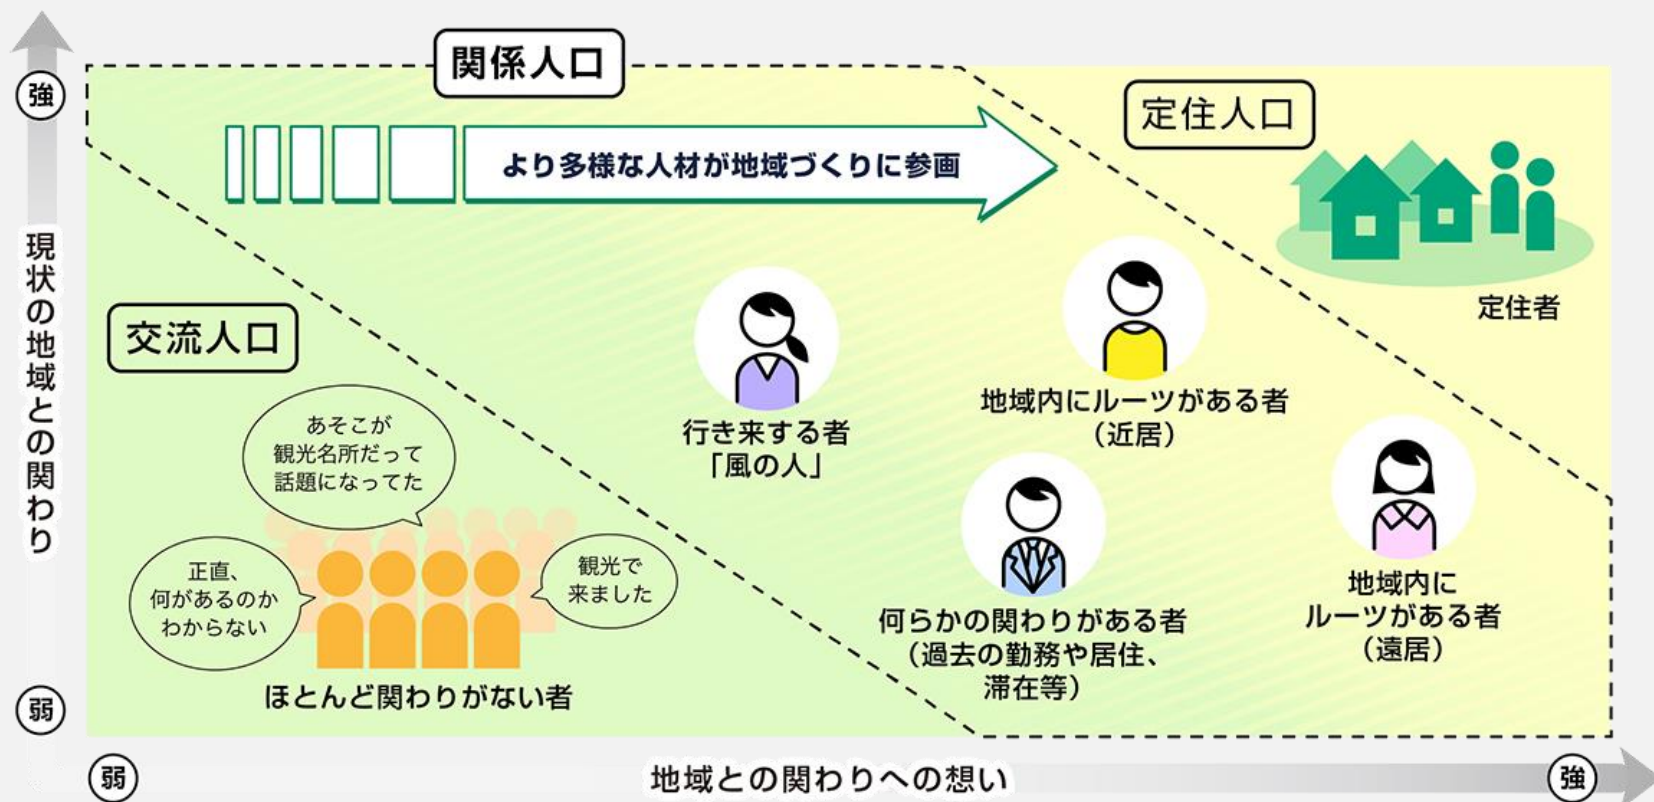 関係人口
強
定住人口
より多様な人材が地域づくりに参画
現状の地域との関わり
定住者
交流人口
地域内にルーツがある者
（近居）
あそこが
観光名所だって
話題になってた
行き来する者
「風の人」
正直、
何があるのか
わからない
観光で
来ました
地域内に
ルーツがある者
（遠居）
何らかの関わりがある者
（過去の勤務や居住、
滞在等）
ほとんど関わりがない者
弱
弱
地域との関わりへの想い
強